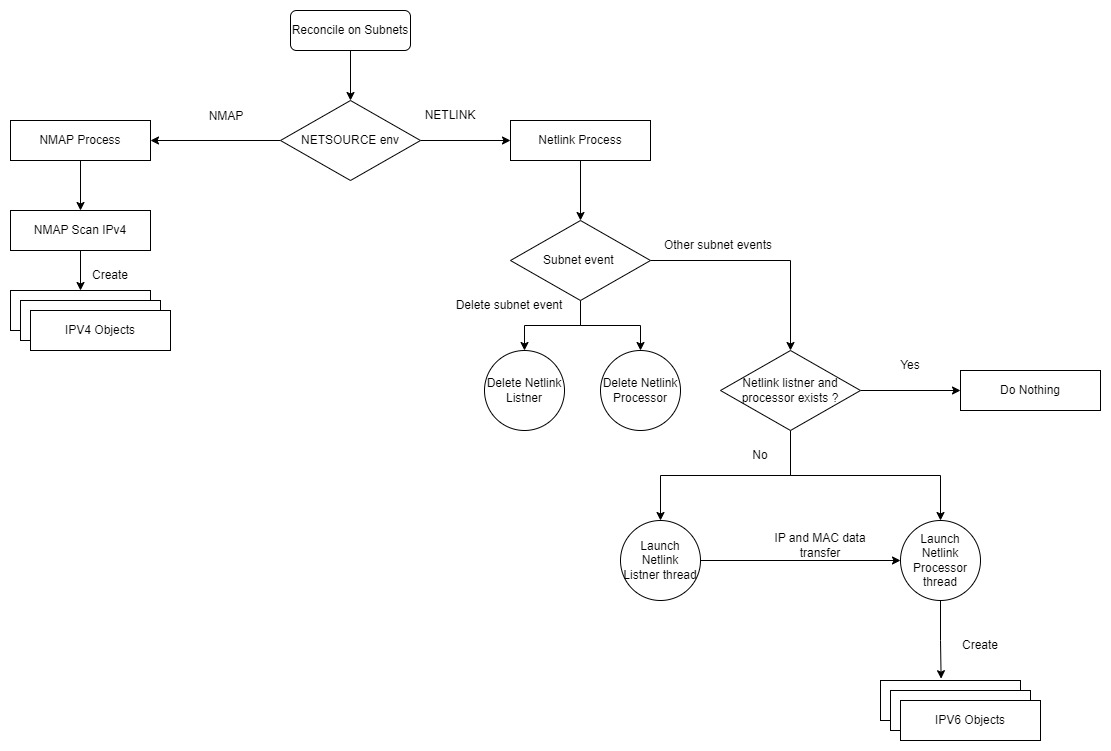 Reconcile on Subnets
NMAP
NETLINK
NMAP Process
NETSOURCE env
Netlink Process
NMAP Scan IPv4
Create
IPV4 Objects
Subnet event
Other subnet events
Delete subnet event
Delete Netlink
Listner
Delete Netlink
Processor
Netlink listner and
processor exists ?
Yes
Do Nothing
No
Launch
Netlink
Listner thread
IP and MAC data
transfer
Launch
Netlink
Processor
thread
Create
IPV6 Objects